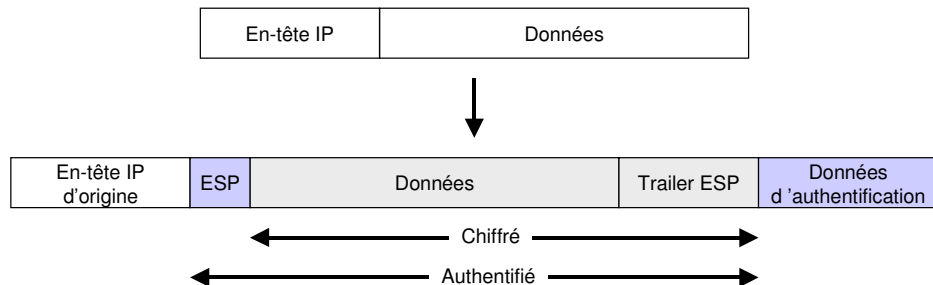 En-tête IP
Données
En-tête IP
d'origine
ESP
Données
Trailer ESP
Données
d 'authentification
Chiffré
Authentifié